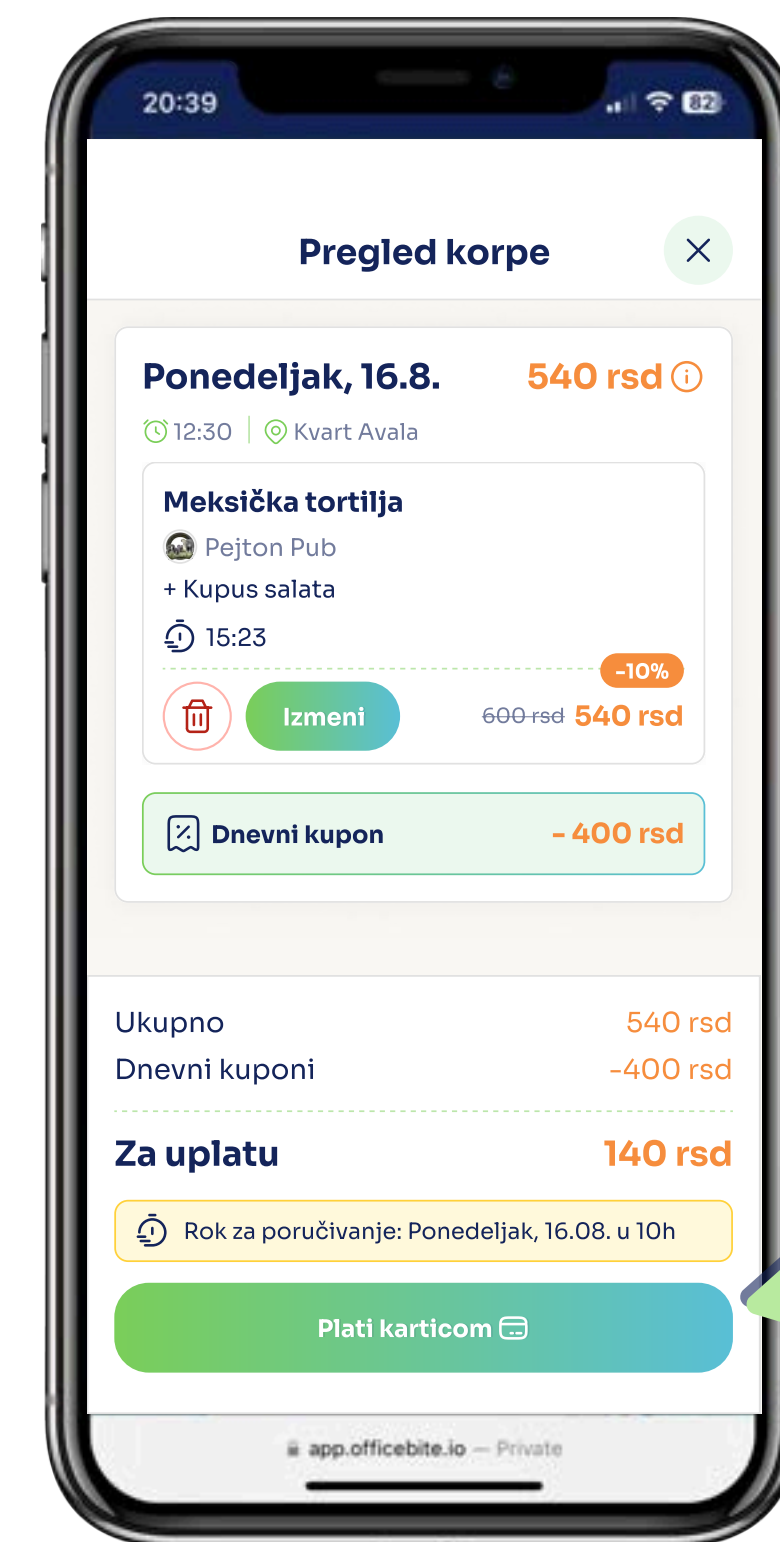 20:39 82
Pregled korpe
Ponedeljak, 16.8. 540 rsd
12:30 Kvart Avala
Meksička tortilja
Pejton Pub
+ Kupus salata
15:23
-10%
Izmeni 600 rsd 540 rsd
Dnevni kupon - 400 rsd
Ukupno 540 rsd
Dnevni kuponi -400 rsd
Za uplatu 140 rsd
Rok za poručivanje: Ponedeljak, 16.08. u 10h
Plati karticom
app.officebite.io — Private